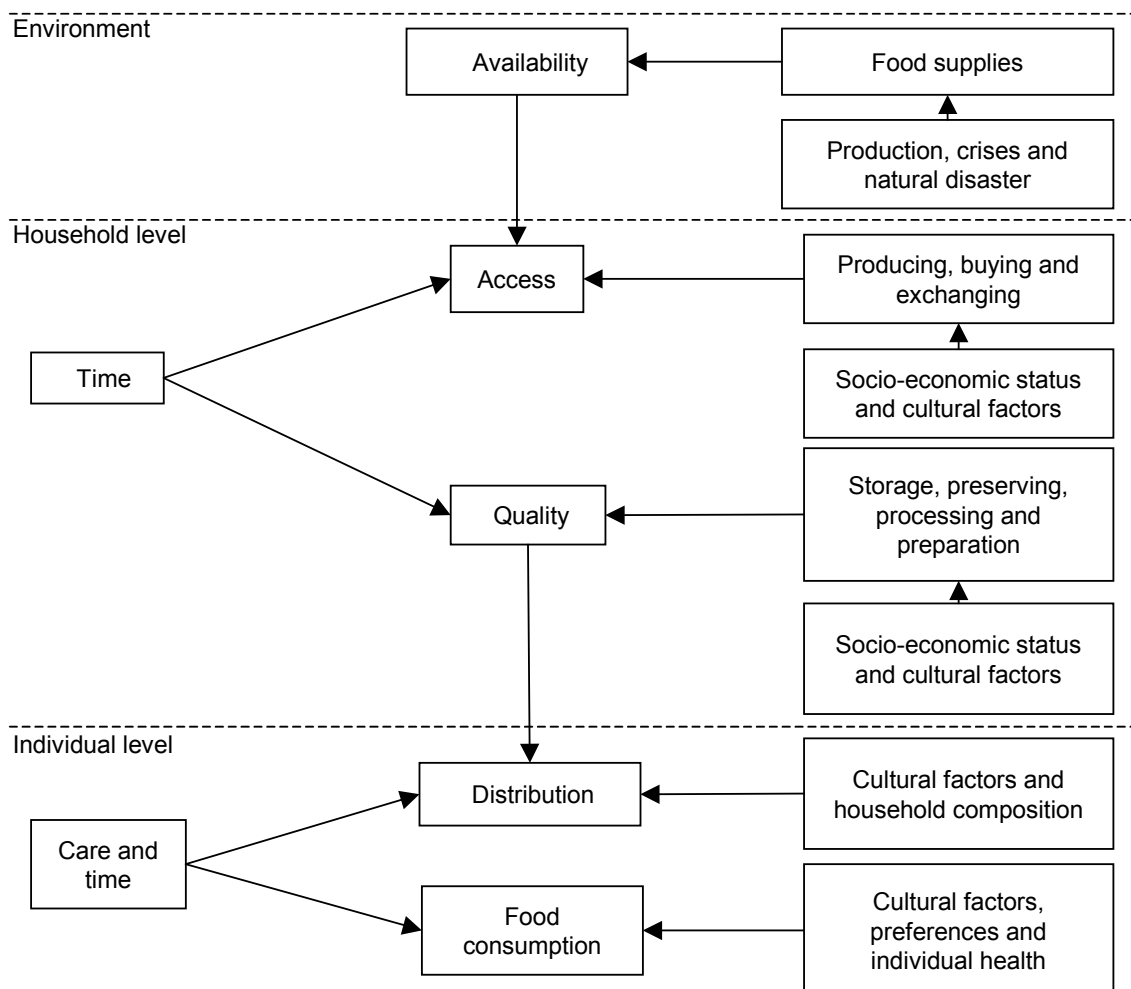 Environment
Availability
Food supplies
Production, crises and
natural disaster
Household level
Access
Producing, buying and
exchanging
Time
Socio-economic status
and cultural factors
Quality
Storage, preserving,
processing and
preparation
Socio-economic status
and cultural factors
Individual level
Distribution
Cultural factors and
household composition
Care and
time
Food
consumption
Cultural factors,
preferences and
individual health